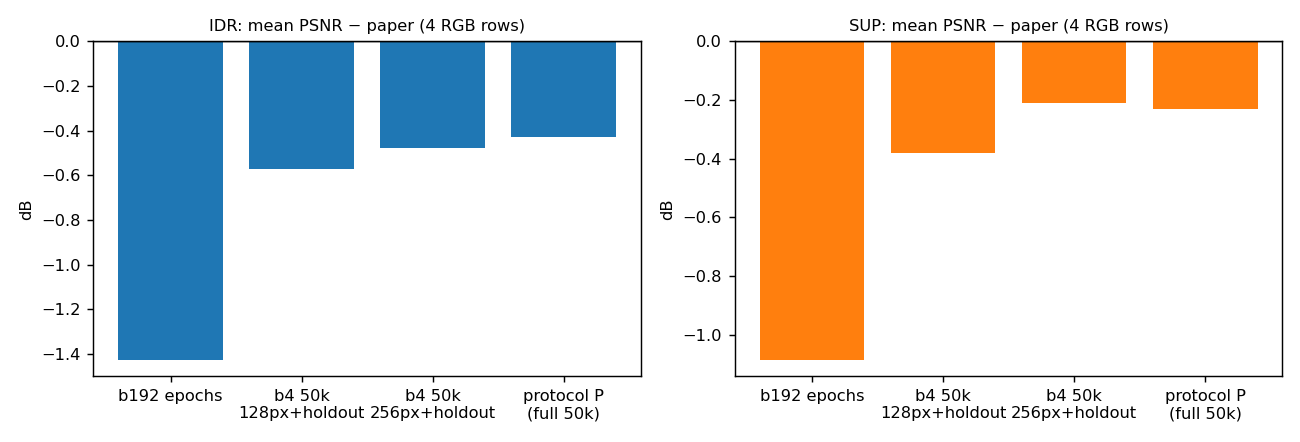 IDR: mean PSNR − paper (4 RGB rows)
dB
0.0
−0.2
−0.4
−0.6
−0.8
−1.0
−1.2
−1.4
b192 epochs
b4 50k
128px+holdout
b4 50k
256px+holdout
protocol P
(full 50k)
SUP: mean PSNR − paper (4 RGB rows)
dB
0.0
−0.2
−0.4
−0.6
−0.8
−1.0
b192 epochs
b4 50k
128px+holdout
b4 50k
256px+holdout
protocol P
(full 50k)